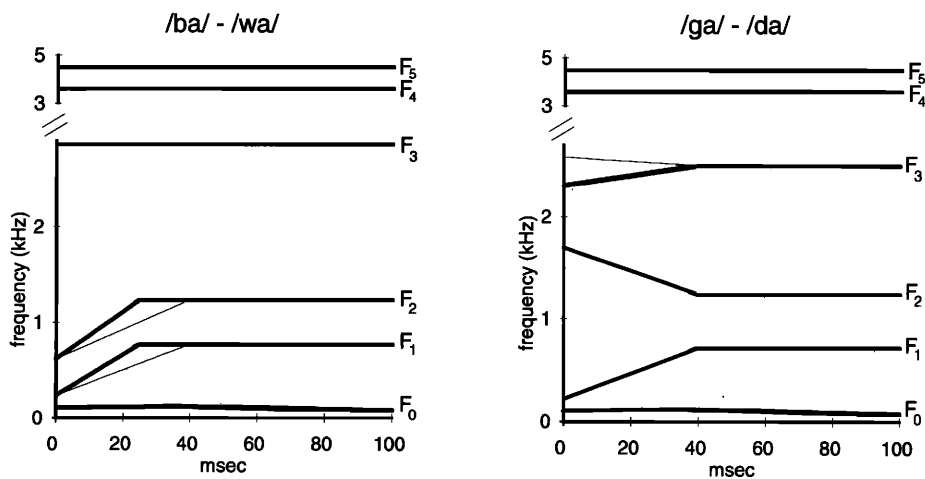 /ba/ - /wa/
5
3
2
1
0
frequency (kHz)
F5
F4
F3
F2
F1
F0
0 20 40 60 80 100
msec
/ga/ - /da/
5
3
2
1
0
frequency (kHz)
F5
F4
F3
F2
F1
F0
0 20 40 60 80 100
msec